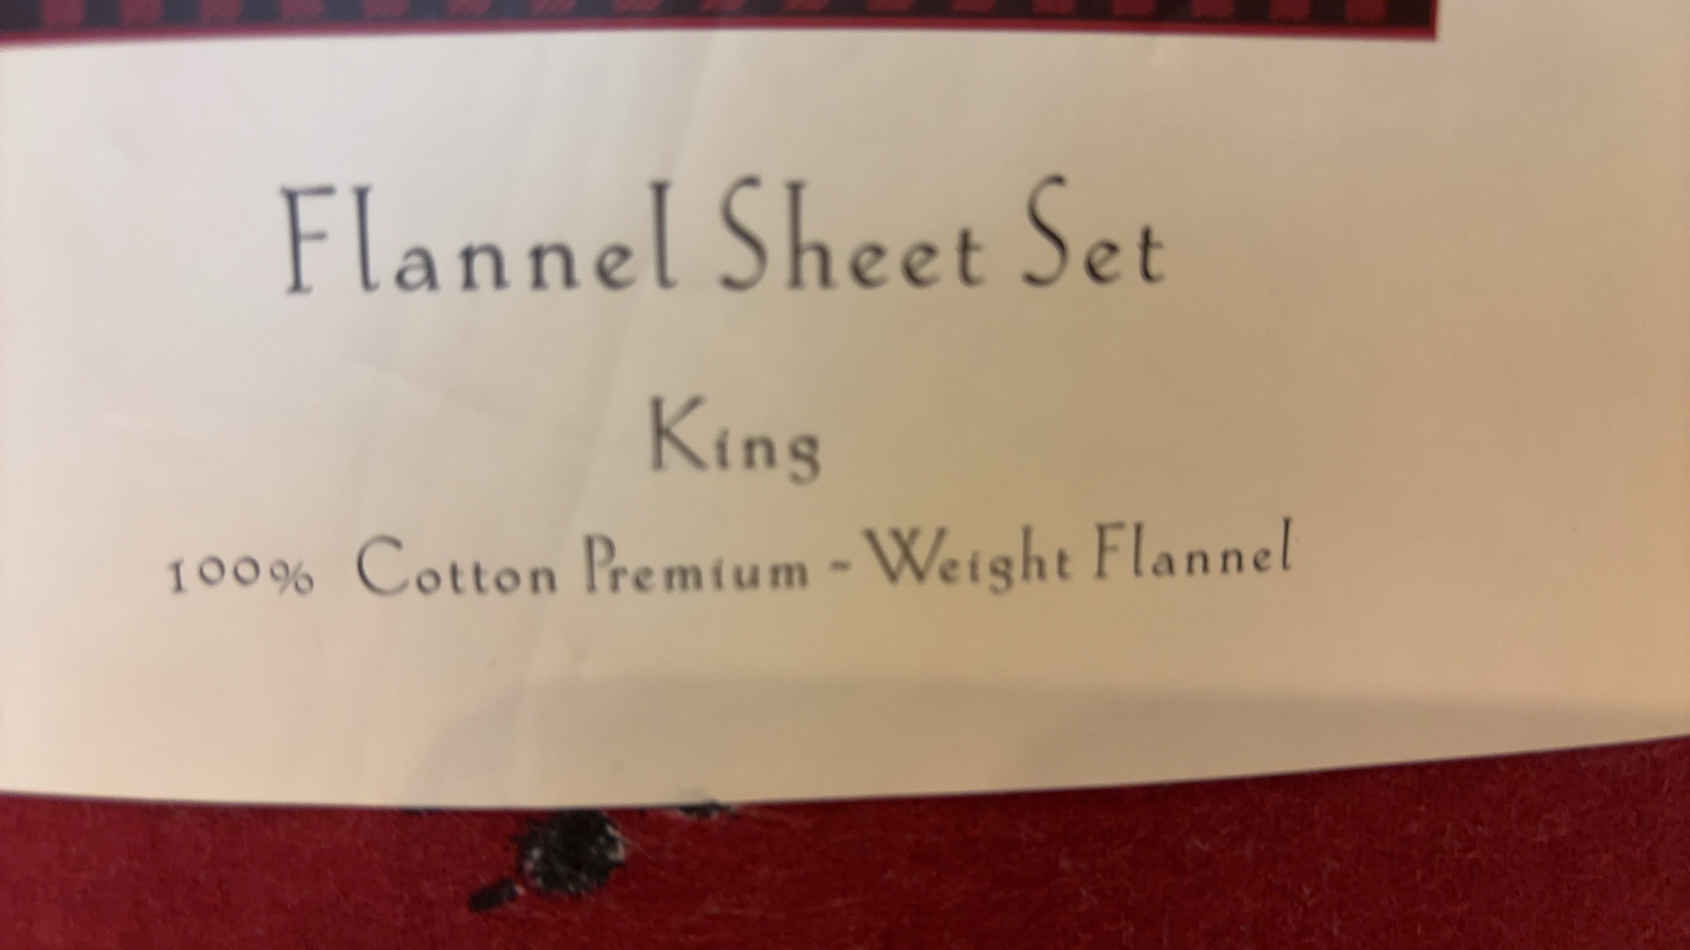 Flannel Sheet Set
King
100% Cotton Premium - Weight Flannel